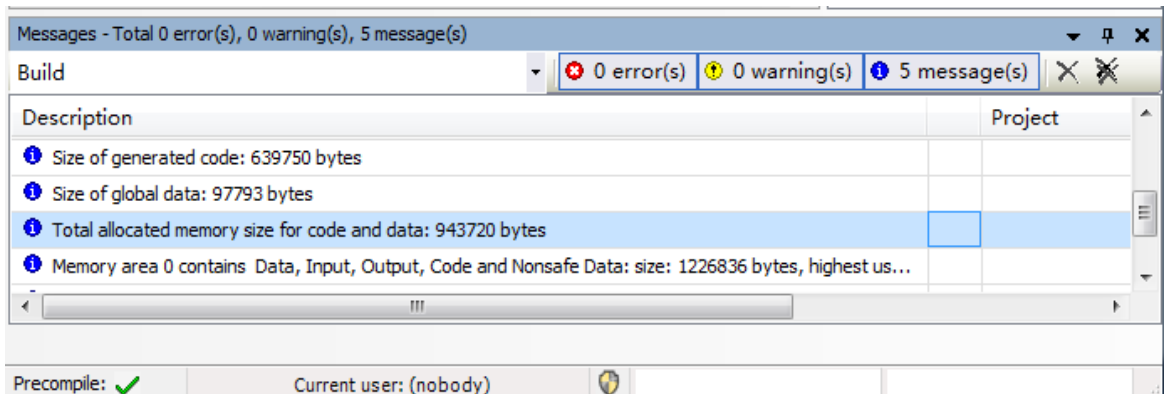 Messages - Total 0 error(s), 0 warning(s), 5 message(s)
Build 0 error(s) 0 warning(s) 5 message(s)
Description Project
Size of generated code: 639750 bytes
Size of global data: 97793 bytes
Total allocated memory size for code and data: 943720 bytes
Memory area 0 contains Data, Input, Output, Code and Nonsafe Data: size: 1226836 bytes, highest us...
Precompile: Current user: (nobody)